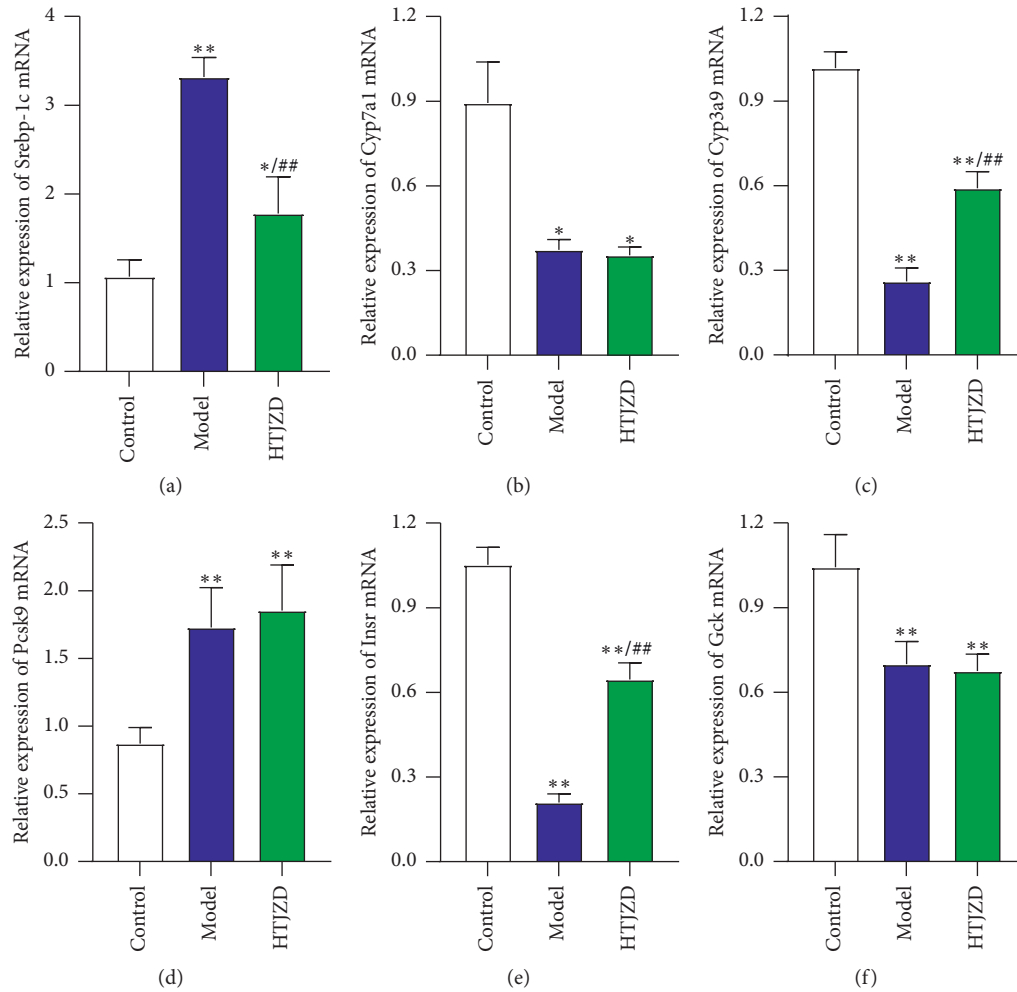 Relative expression of Srebp-1c mRNA
4
3
2
1
0
**
*/##
Control
Model
HTJZD
(a)
Relative expression of Cyp7a1 mRNA
1.2
0.9
0.6
0.3
0.0
*
*
Control
Model
HTJZD
(b)
Relative expression of Cyp3a9 mRNA
1.2
0.9
0.6
0.3
0.0
**
**/##
Control
Model
HTJZD
(c)
Relative expression of Pcsk9 mRNA
2.5
2.0
1.5
1.0
0.5
0.0
**
**
Control
Model
HTJZD
(d)
Relative expression of Insr mRNA
1.2
0.9
0.6
0.3
0.0
**
**/##
Control
Model
HTJZD
(e)
Relative expression of Gck mRNA
1.2
0.9
0.6
0.3
0.0
**
**
Control
Model
HTJZD
(f)